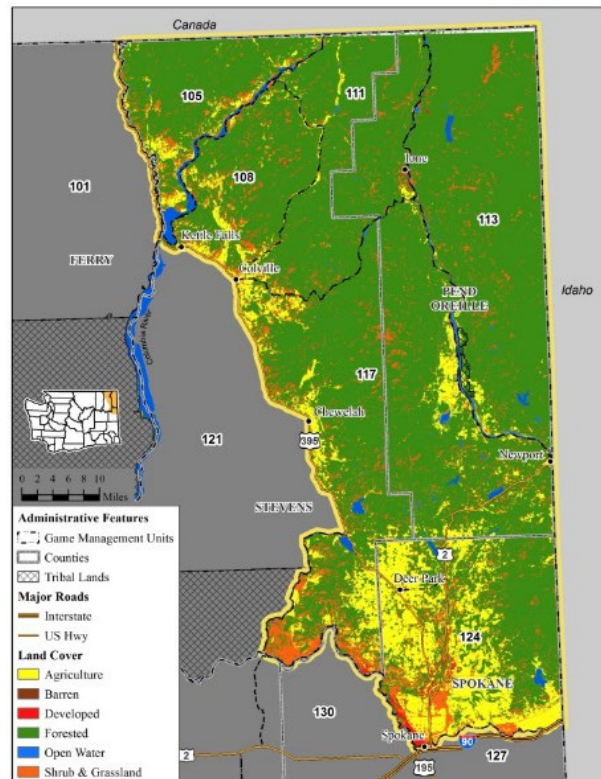 Canada
105
111
101
108
Ione
113
Kettle Falls
FERRY
Colville
Idaho
PEND
OREILLE
Columbia River
117
121
Chewelah
395
Newport
0 2 4 6 8 10
Miles
STEVENS
Administrative Features
Game Management Units
Counties
Tribal Lands
Major Roads
Interstate
US Hwy
Land Cover
Agriculture
Barren
Developed
Forested
Open Water
Shrub & Grassland
2
Deer Park
124
SPOKANE
130
Spokane
90
2
195
127